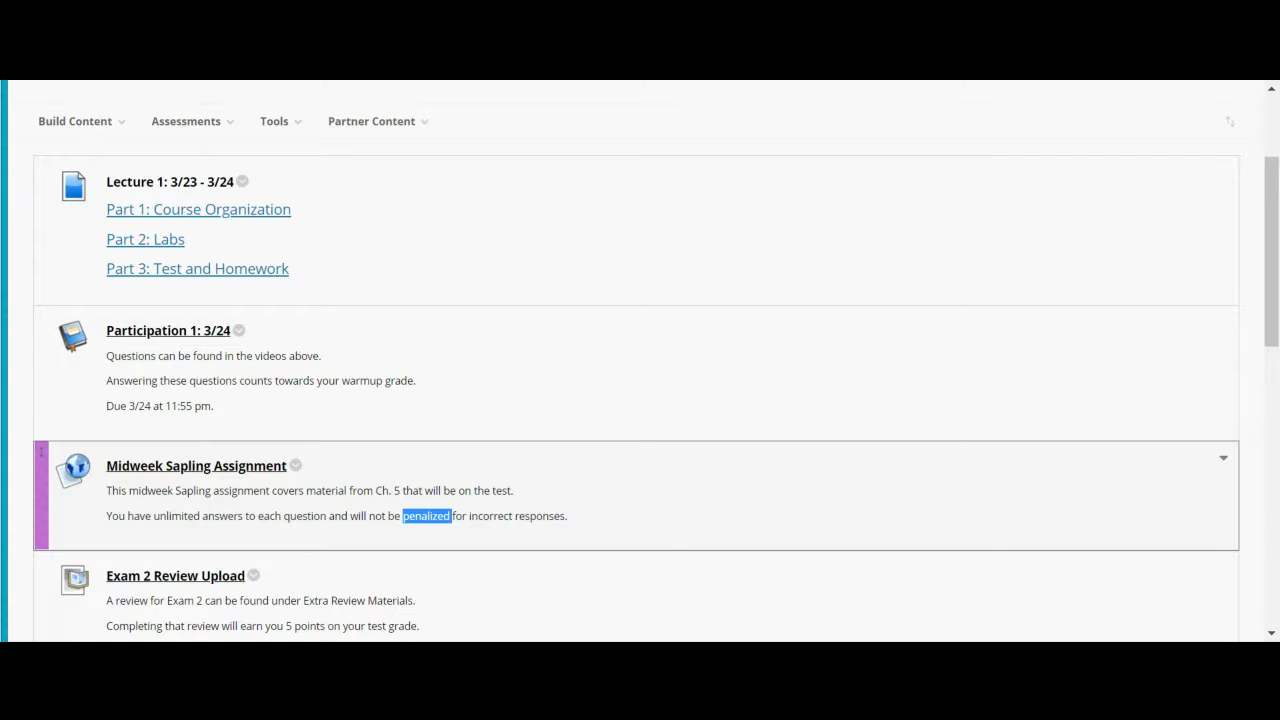 Build Content Assessments Tools Partner Content
Lecture 1: 3/23 - 3/24
Part 1: Course Organization
Part 2: Labs
Part 3: Test and Homework
Participation 1: 3/24
Questions can be found in the videos above.
Answering these questions counts towards your warmup grade.
Due 3/24 at 11:55 pm.
Midweek Sapling Assignment
This midweek Sapling assignment covers material from Ch. 5 that will be on the test.
You have unlimited answers to each question and will not be penalized for incorrect responses.
Exam 2 Review Upload
A review for Exam 2 can be found under Extra Review Materials.
Completing that review will earn you 5 points on your test grade.